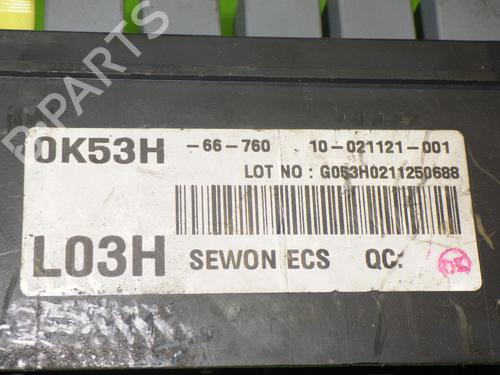 B-PARTS
0K53H -66-760 10-021121-001
LOT NO : G053H0211250688
L03H SEWON ECS QC: